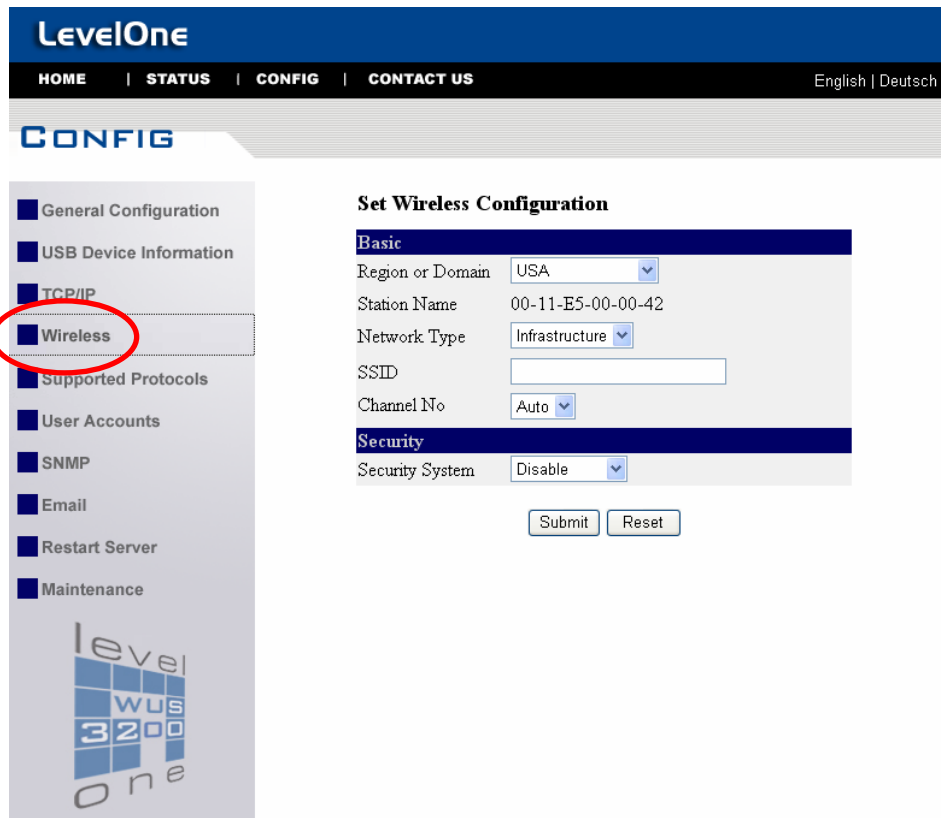 LevelOne
HOME | STATUS | CONFIG | CONTACT US English | Deutsch
CONFIG
General Configuration
USB Device Information
TCP/IP
Wireless
Supported Protocols
User Accounts
SNMP
Email
Restart Server
Maintenance
level
WUS
3200
one
Set Wireless Configuration
Basic
Region or Domain USA
Station Name 00-11-E5-00-00-42
Network Type Infrastructure
SSID
Channel No Auto
Security
Security System Disable
Submit Reset